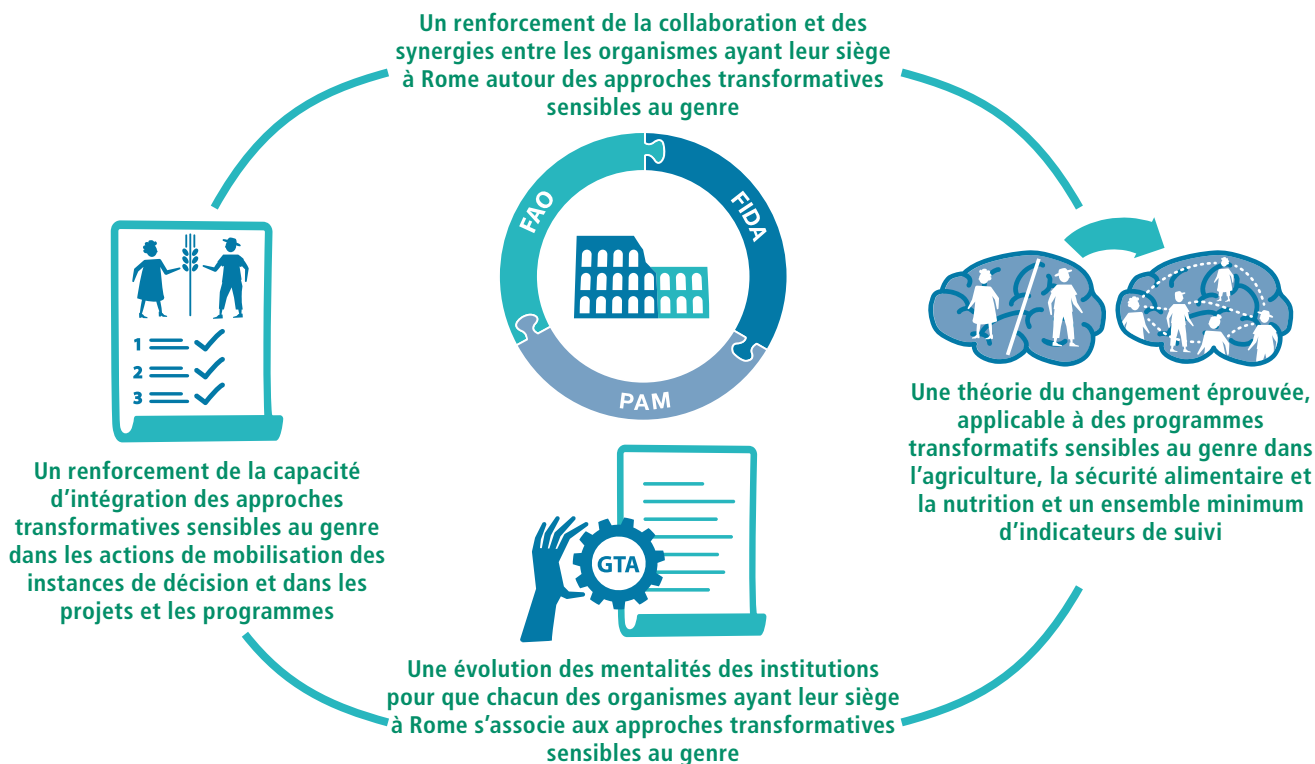 Un renforcement de la collaboration et des
synergies entre les organismes ayant leur siège
à Rome autour des approches transformatives
sensibles au genre
FAO
FIDA
PAM
1
2
3
Un renforcement de la capacité
d’intégration des approches
transformatives sensibles au genre
dans les actions de mobilisation des
instances de décision et dans les
projets et les programmes
Une théorie du changement éprouvée,
applicable à des programmes
transformatifs sensibles au genre dans
l’agriculture, la sécurité alimentaire et
la nutrition et un ensemble minimum
d’indicateurs de suivi
GTA
Une évolution des mentalités des institutions
pour que chacun des organismes ayant leur siège
à Rome s’associe aux approches transformatives
sensibles au genre